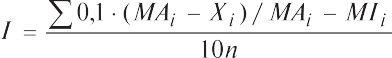 I = ∑ 0,1 · (MA_i − X_i) / MA_i − MI_i
10n